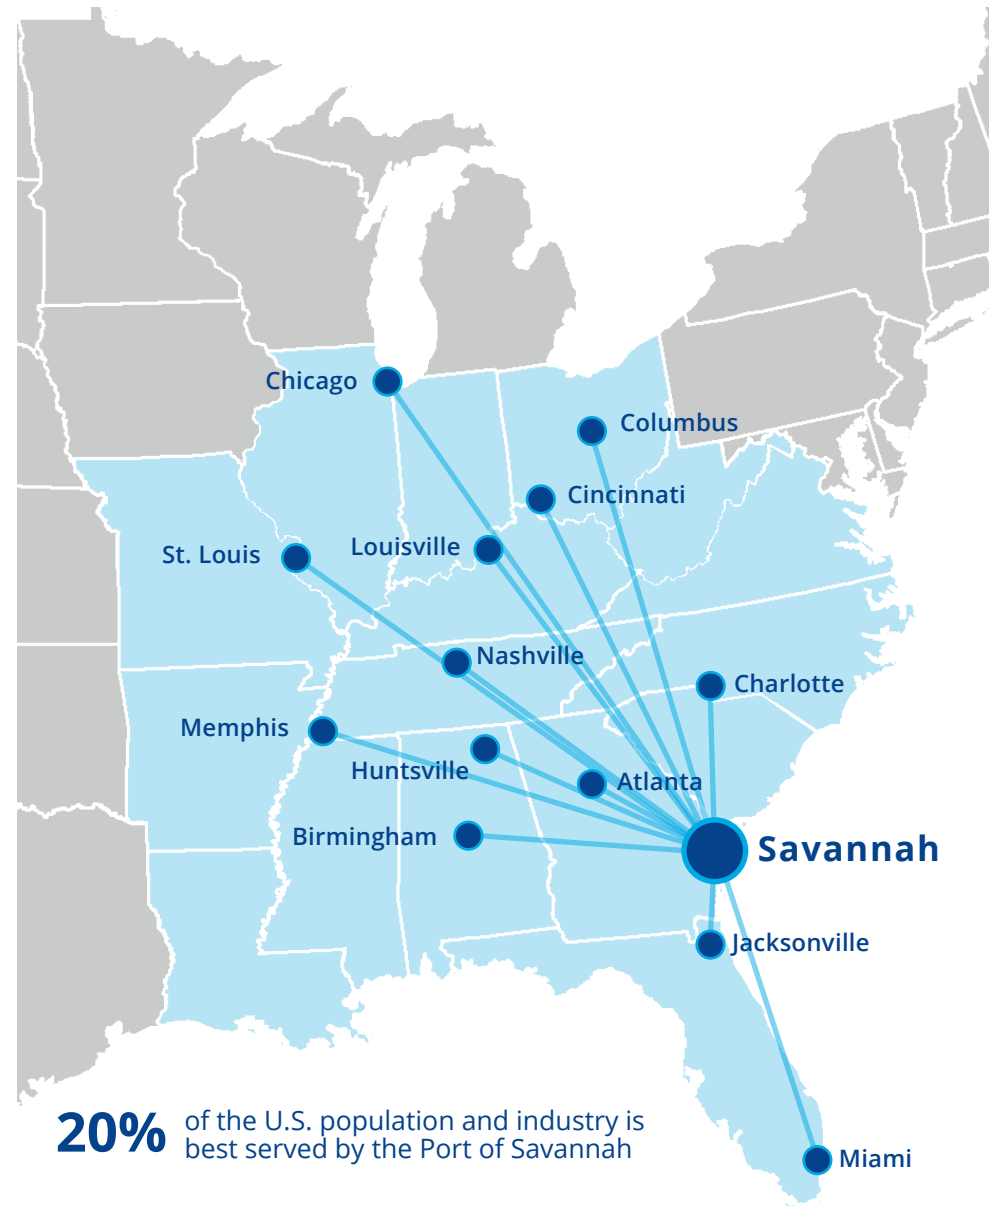 Chicago
Columbus
Cincinnati
Louisville
St. Louis
Nashville
Charlotte
Memphis
Huntsville
Atlanta
Birmingham
Savannah
Jacksonville
20%
of the U.S. population and industry is
best served by the Port of Savannah
Miami